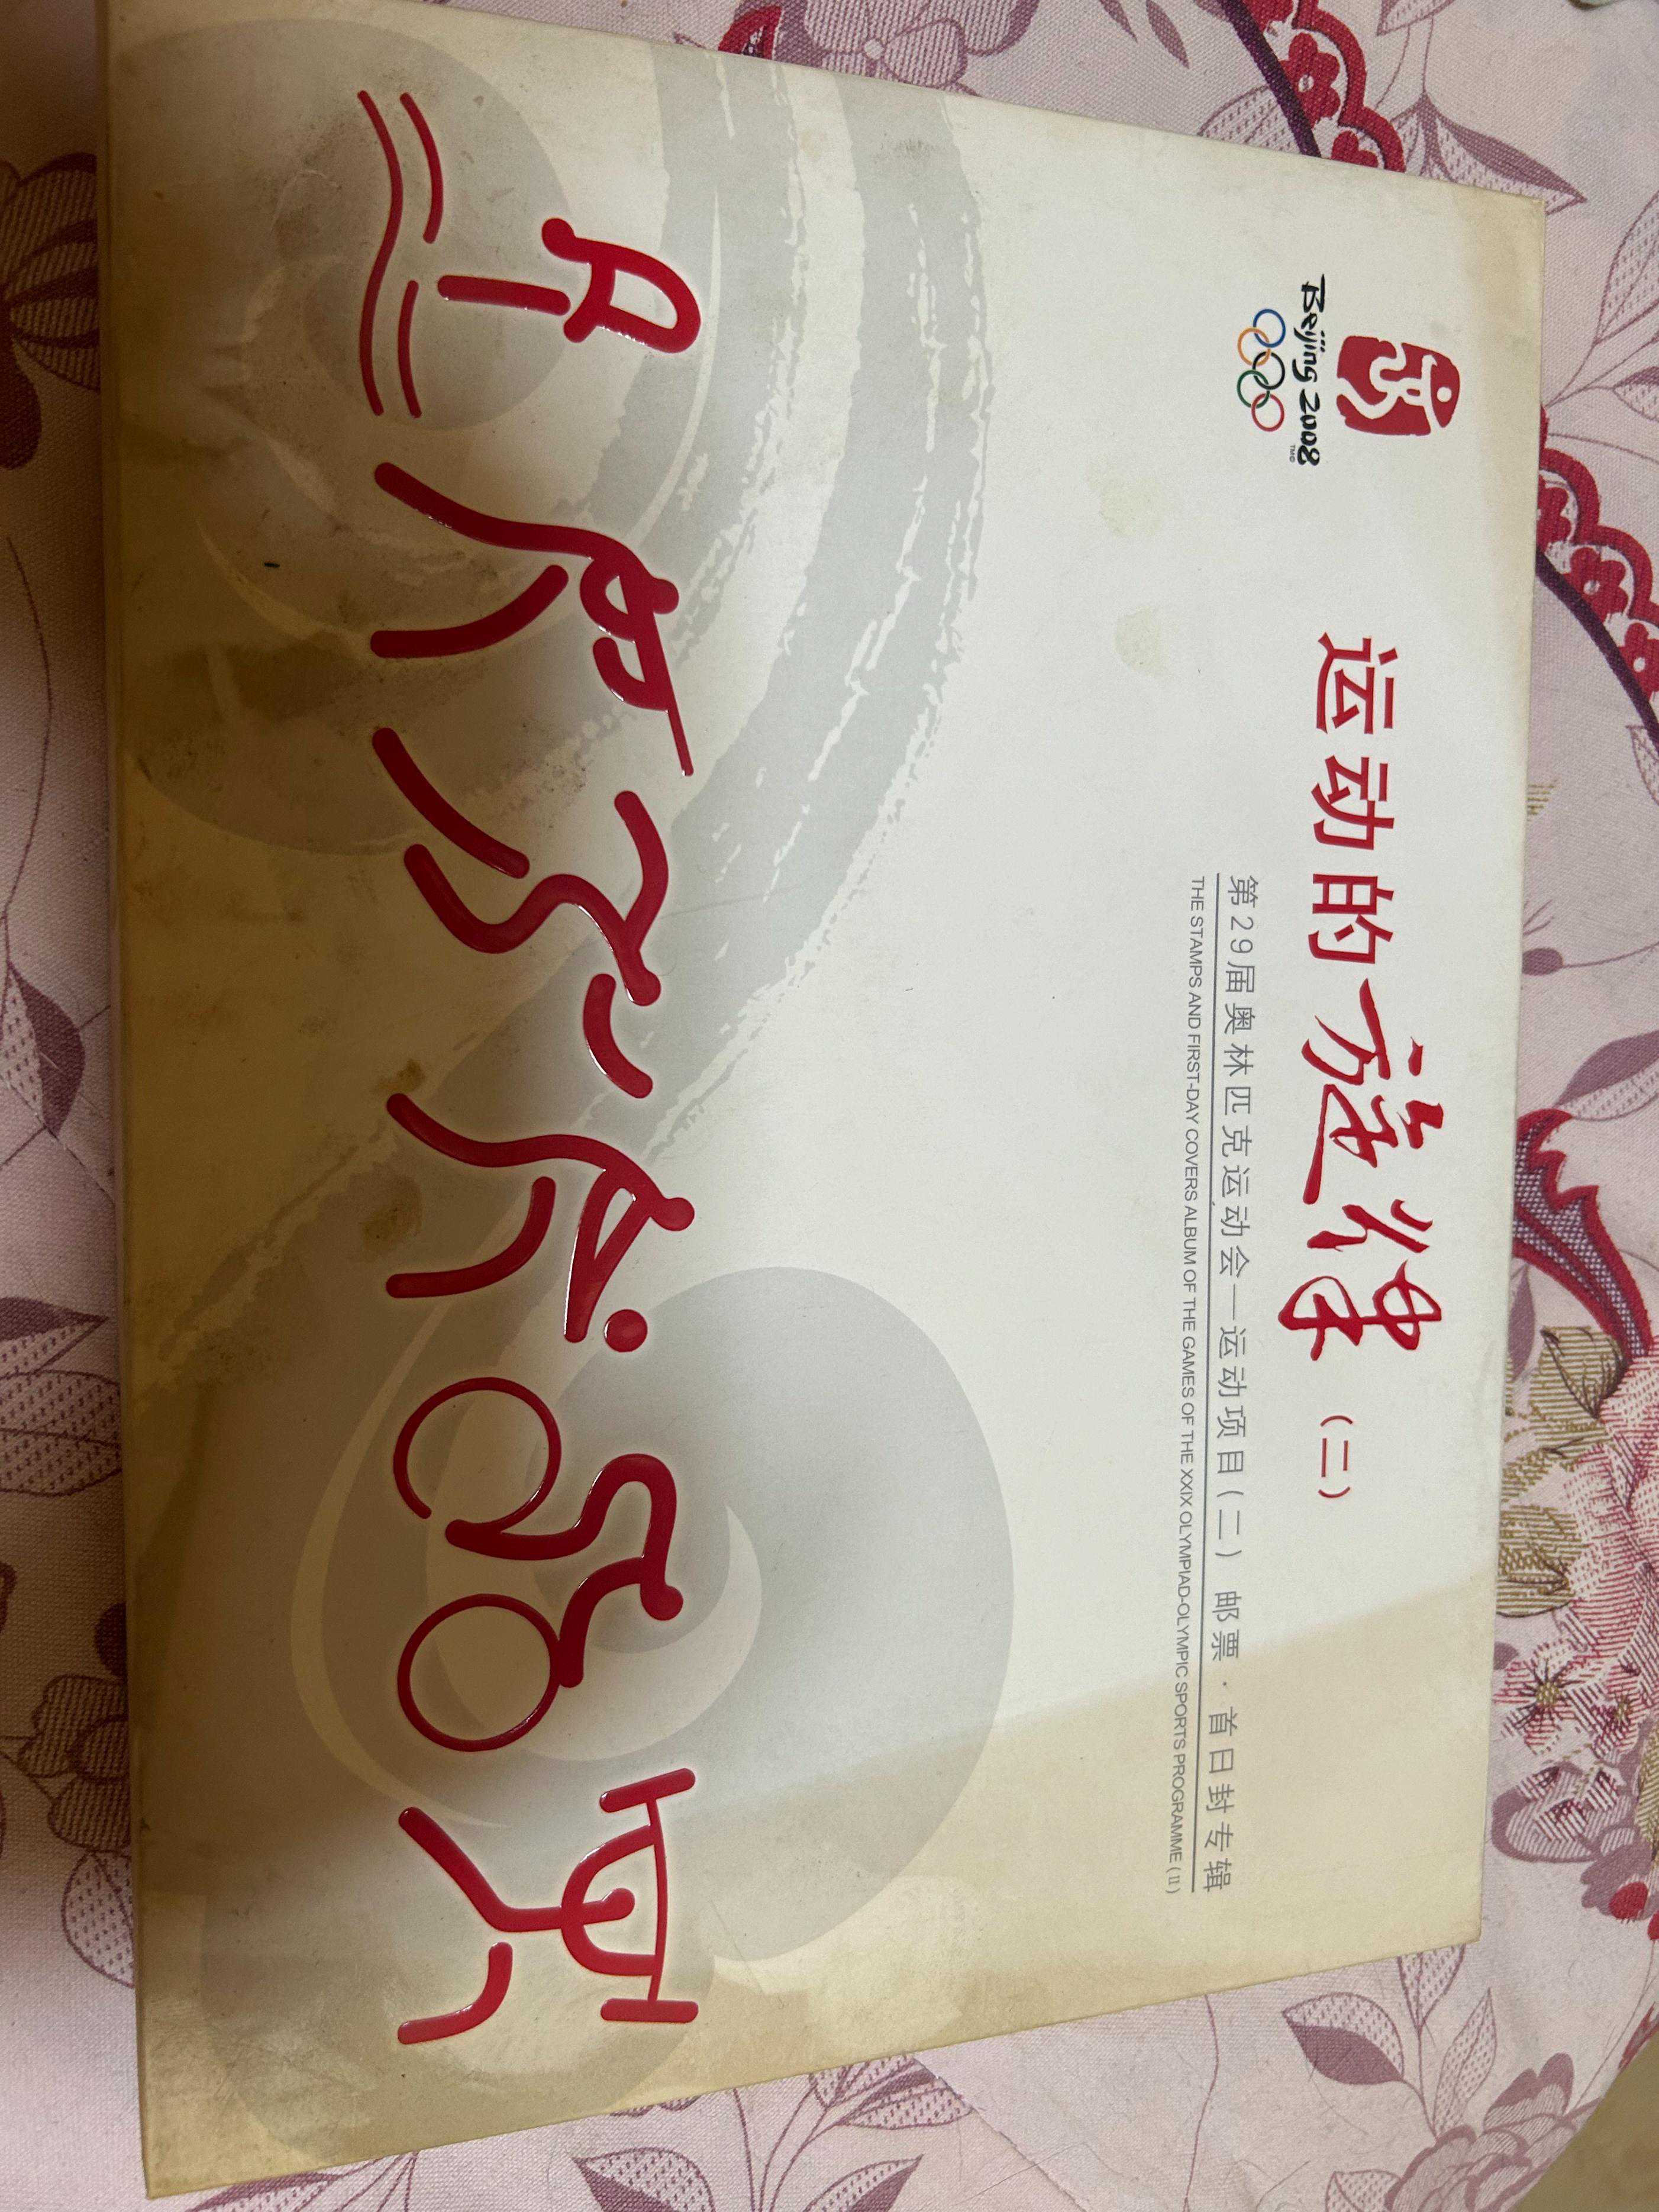 Beijing 2008
TM©
运动的旋律（二）
第29届奥林匹克运动会——运动项目(二) 邮票·首日封专辑
THE STAMPS AND FIRST-DAY COVERS ALBUM OF THE GAMES OF THE XXIX OLYMPIAD-OLYMPIC SPORTS PROGRAMME (II)